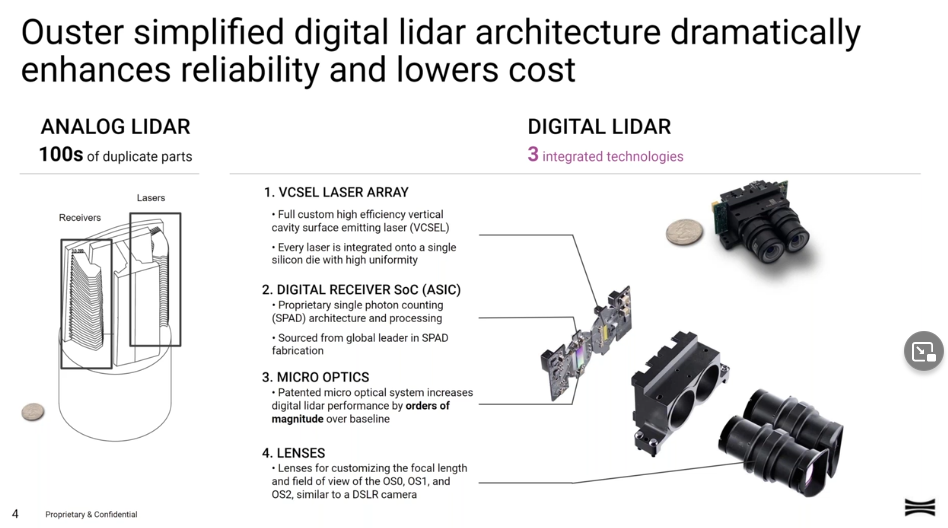 Ouster simplified digital lidar architecture dramatically
enhances reliability and lowers cost
ANALOG LIDAR
100s of duplicate parts
Lasers
Receivers
DIGITAL LIDAR
3 integrated technologies
1. VCSEL LASER ARRAY
• Full custom high efficiency vertical
cavity surface emitting laser (VCSEL)
• Every laser is integrated onto a single
silicon die with high uniformity
2. DIGITAL RECEIVER SoC (ASIC)
• Proprietary single photon counting
(SPAD) architecture and processing
• Sourced from global leader in SPAD
fabrication
3. MICRO OPTICS
• Patented micro optical system increases
digital lidar performance by orders of
magnitude over baseline
4. LENSES
• Lenses for customizing the focal length
and field of view of the OS0, OS1, and
OS2, similar to a DSLR camera
4 Proprietary & Confidential